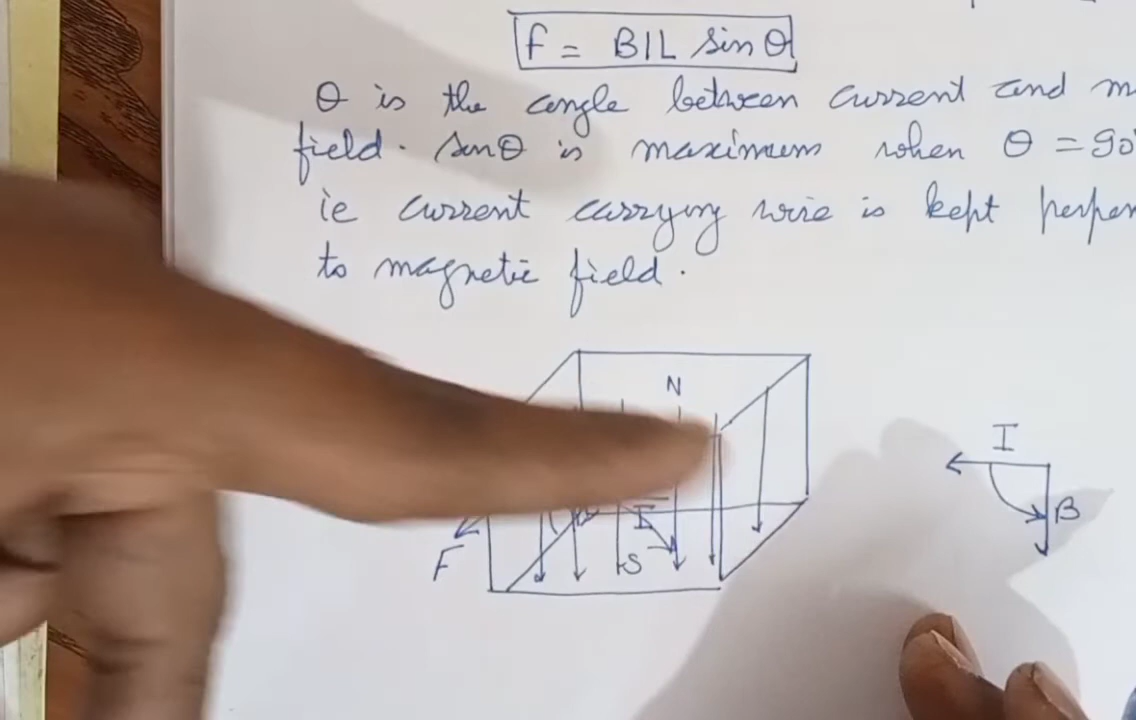 F = BIL sin θ
θ is the angle between current and
field. sinθ is maximum when θ = 90°
ie current carrying wire is kept
to magnetic field.
N
I
B
I
S
F